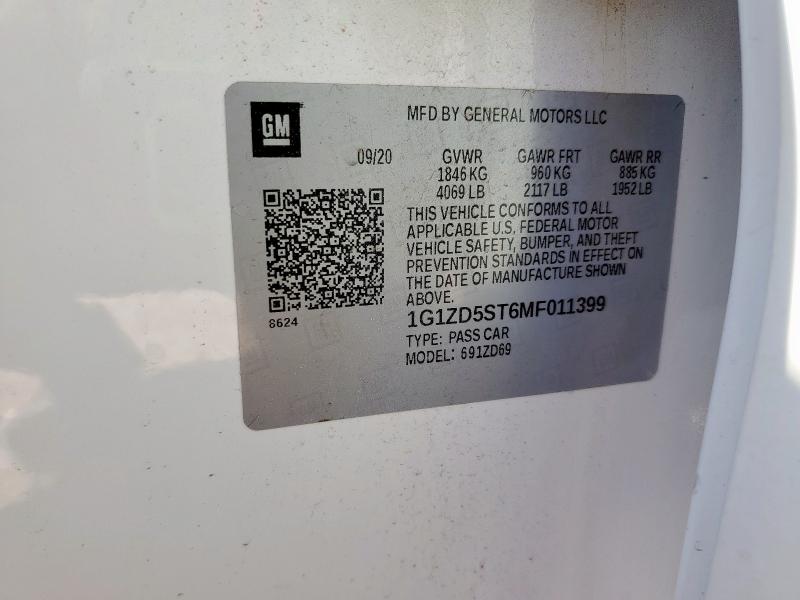 GM
MFD BY GENERAL MOTORS LLC
09/20 GVWR GAWR FRT GAWR RR
1846 KG 960 KG 885 KG
4069 LB 2117 LB 1952 LB
THIS VEHICLE CONFORMS TO ALL
APPLICABLE U.S. FEDERAL MOTOR
VEHICLE SAFETY, BUMPER, AND THEFT
PREVENTION STANDARDS IN EFFECT ON
THE DATE OF MANUFACTURE SHOWN
ABOVE.
8624
1G1ZD5ST6MF011399
TYPE: PASS CAR
MODEL: 691ZD69